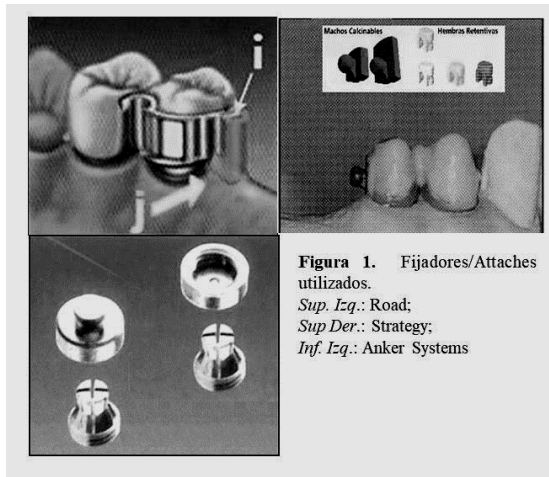 i
j
Machos Calcinables
Hembras Retentivas
Figura 1. Fijadores/Attaches
utilizados.
Sup. Izq.: Road;
Sup Der.: Strategy;
Inf. Izq.: Anker Systems